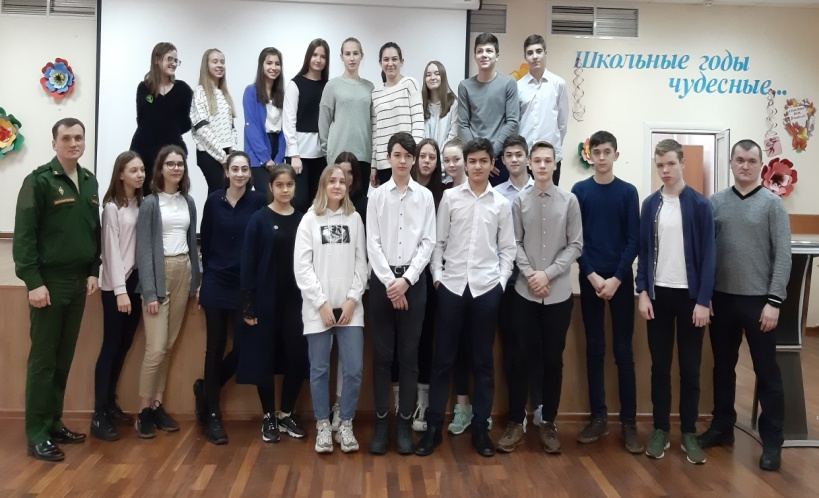 Школьные годы
чудесные...